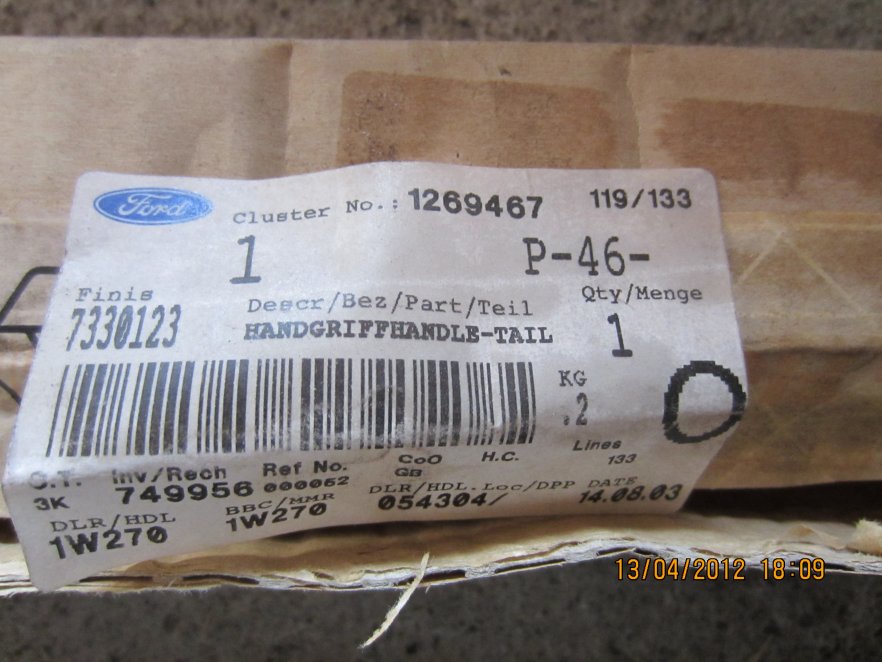 Ford Cluster No.: 1269467 119/133
1 P-46-
Finis Descr/Bez/Part/Teil Qty/Menge
7330123 HANDGRIFFHANDLE-TAIL 1
KG
.2
O.T. Inv/Rech Ref No. CoO H.C. Lines
3K 749956 000062 GB 133
DLR/HDL BBC/MMR DLR/HDL.Loc/DPP DATE
1W270 1W270 054304/ 14.08.03
13/04/2012 18:09